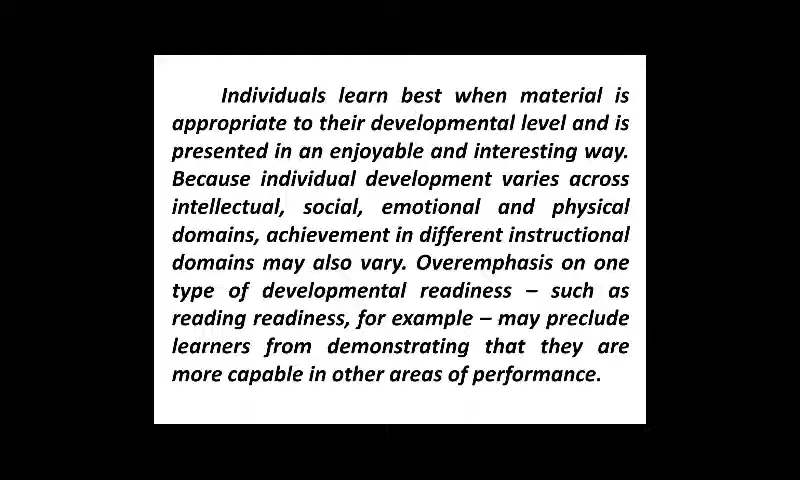 Individuals learn best when material is
appropriate to their developmental level and is
presented in an enjoyable and interesting way.
Because individual development varies across
intellectual, social, emotional and physical
domains, achievement in different instructional
domains may also vary. Overemphasis on one
type of developmental readiness – such as
reading readiness, for example – may preclude
learners from demonstrating that they are
more capable in other areas of performance.